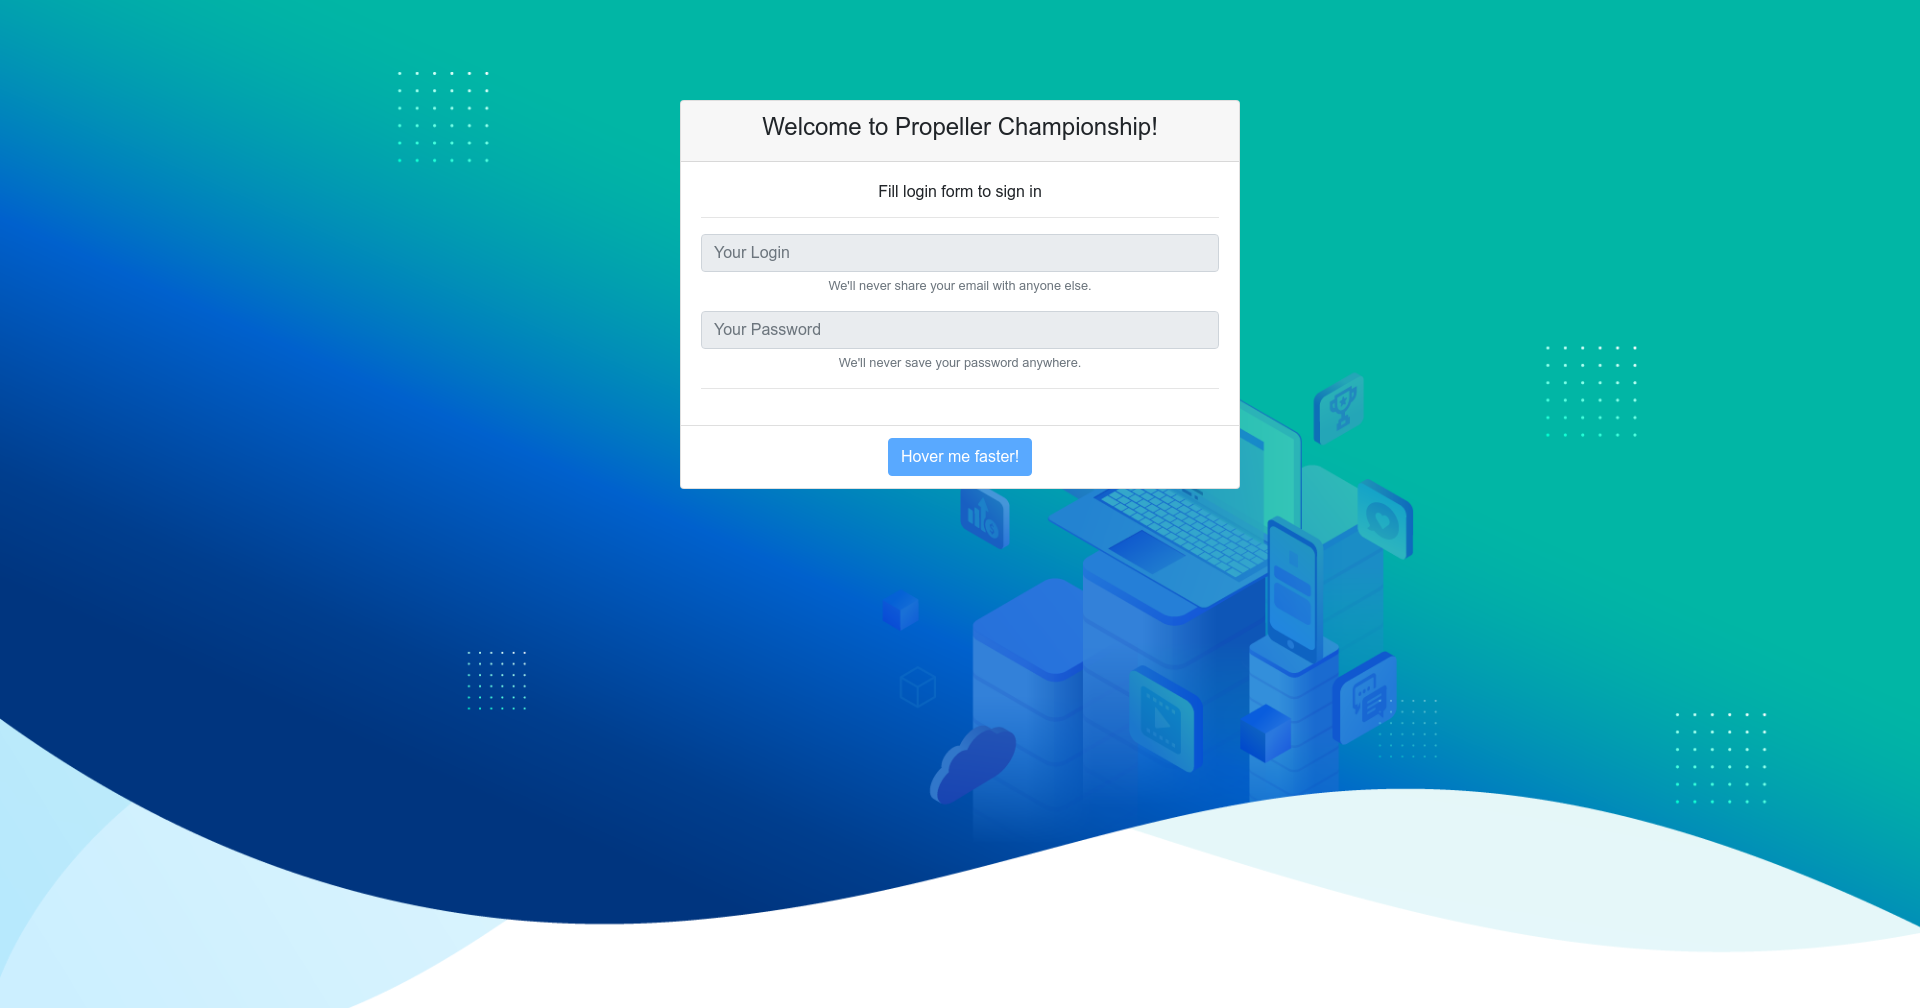 Welcome to Propeller Championship!
Fill login form to sign in
Your Login
We'll never share your email with anyone else.
Your Password
We'll never save your password anywhere.
Hover me faster!